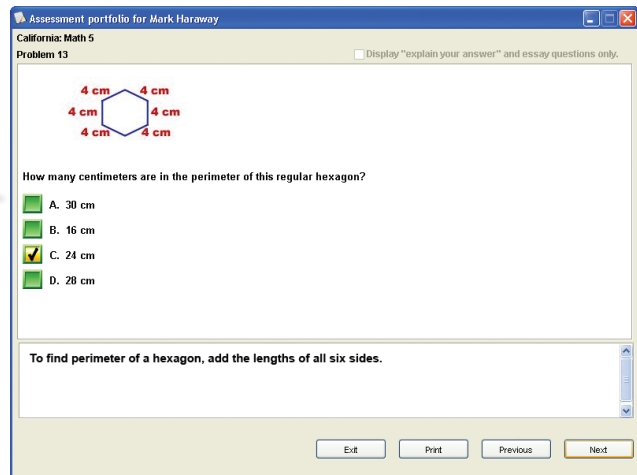 Assessment portfolio for Mark Haraway
California: Math 5
Problem 13
Display "explain your answer" and essay questions only.
4 cm 4 cm
4 cm 4 cm
4 cm 4 cm
How many centimeters are in the perimeter of this regular hexagon?
A. 30 cm
B. 16 cm
C. 24 cm
D. 28 cm
To find perimeter of a hexagon, add the lengths of all six sides.
Exit Print Previous Next